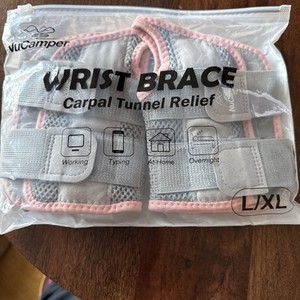 VuCamper
WRIST BRACE
Carpal Tunnel Relief
Working
Typing
At-Home
Overnight
L/XL